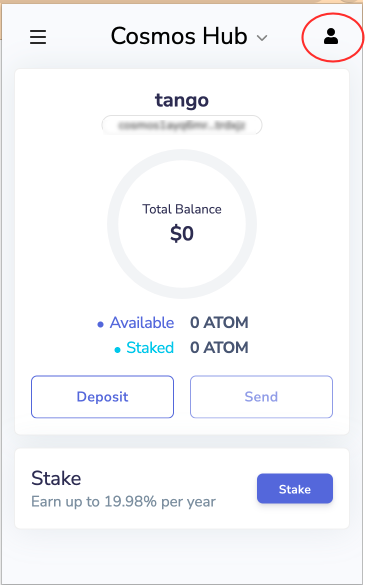 Cosmos Hub
tango
Total Balance
$0
Available 0 ATOM
Staked 0 ATOM
Deposit Send
Stake
Earn up to 19.98% per year
Stake